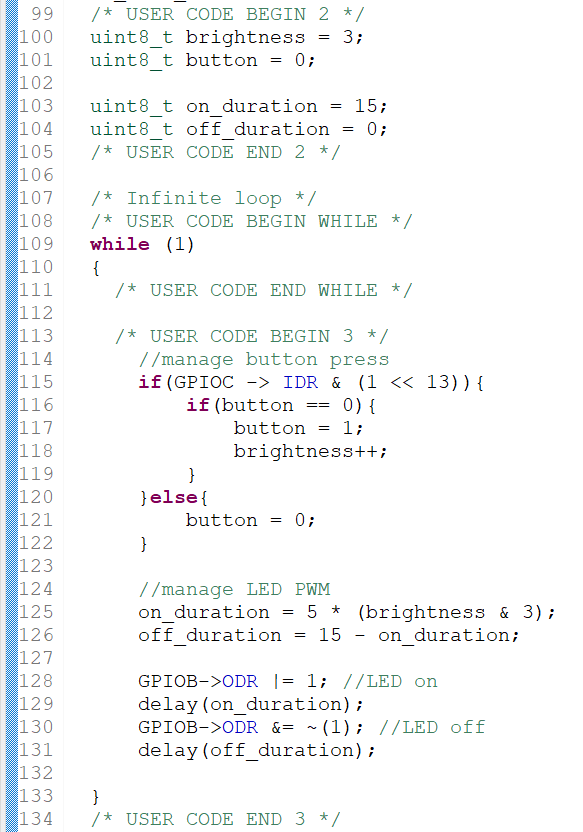 99 /* USER CODE BEGIN 2 */
100 uint8_t brightness = 3;
101 uint8_t button = 0;
102
103 uint8_t on_duration = 15;
104 uint8_t off_duration = 0;
105 /* USER CODE END 2 */
106
107 /* Infinite loop */
108 /* USER CODE BEGIN WHILE */
109 while (1)
110 {
111 /* USER CODE END WHILE */
112
113 /* USER CODE BEGIN 3 */
114 //manage button press
115 if(GPIOC -> IDR & (1 << 13)){
116 if(button == 0){
117 button = 1;
118 brightness++;
119 }
120 }else{
121 button = 0;
122 }
123
124 //manage LED PWM
125 on_duration = 5 * (brightness & 3);
126 off_duration = 15 - on_duration;
127
128 GPIOB->ODR |= 1; //LED on
129 delay(on_duration);
130 GPIOB->ODR &= ~(1); //LED off
131 delay(off_duration);
132
133 }
134 /* USER CODE END 3 */